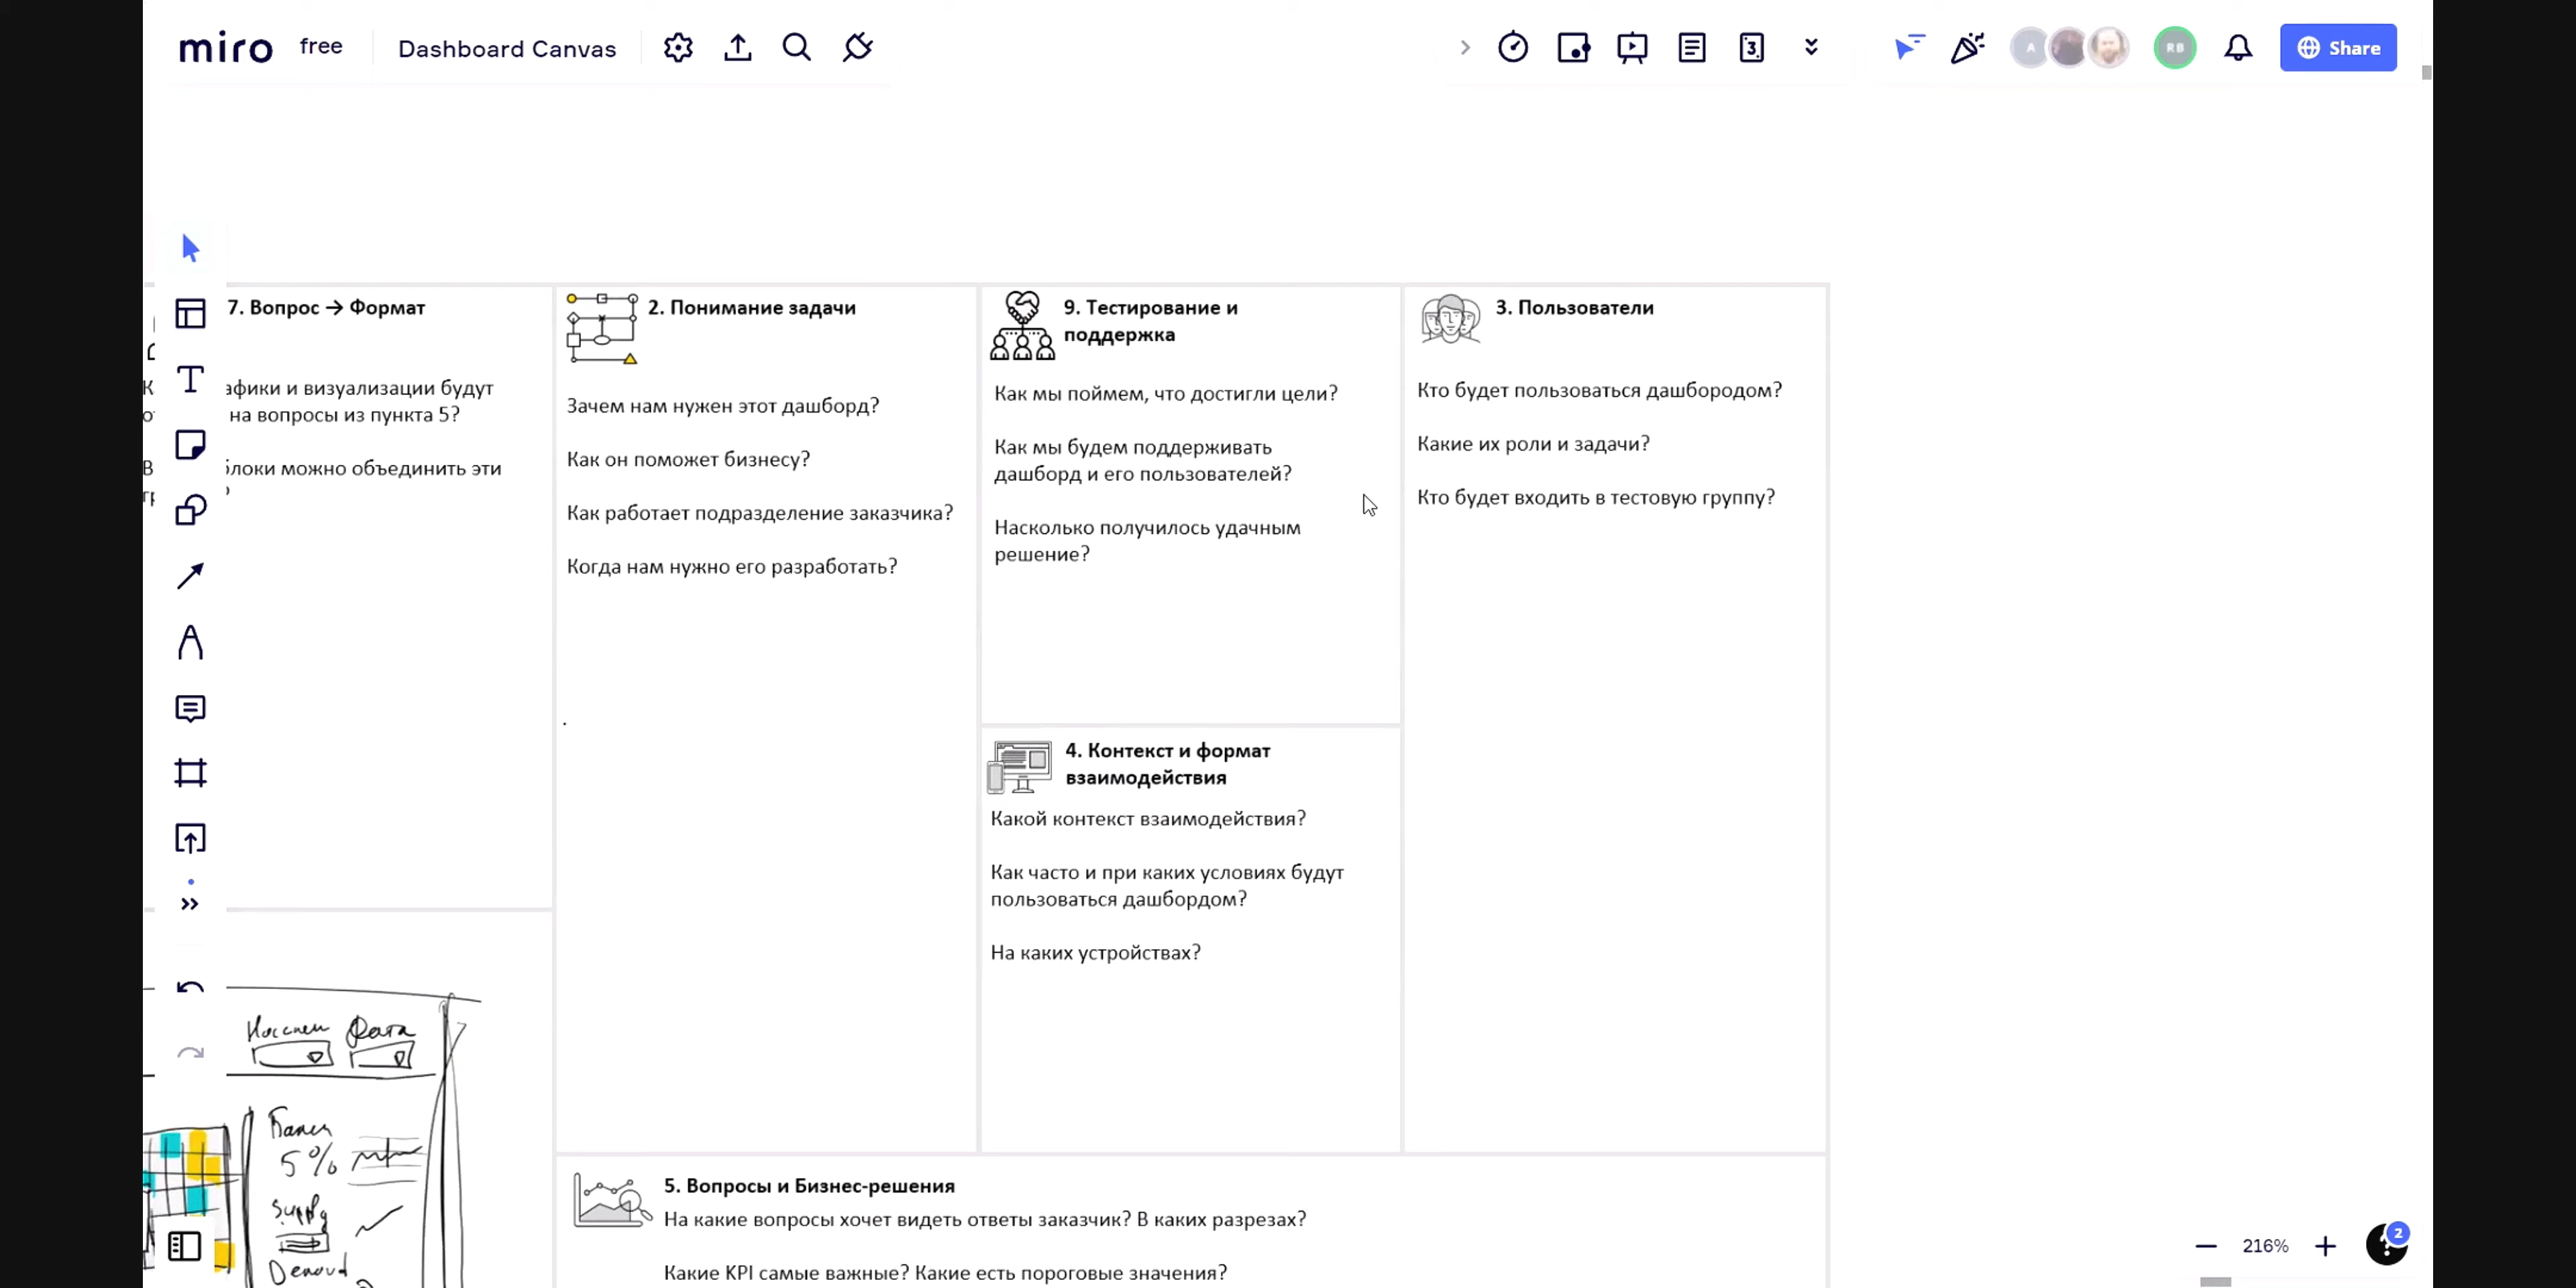 miro free Dashboard Canvas
3
A
RB
Share
7. Вопрос → Формат
афики и визуализации будут
на вопросы из пункта 5?
локи можно объединить эти
2. Понимание задачи
Зачем нам нужен этот дашборд?
Как он поможет бизнесу?
Как работает подразделение заказчика?
Когда нам нужно его разработать?
9. Тестирование и
поддержка
Как мы поймем, что достигли цели?
Как мы будем поддерживать
дашборд и его пользователей?
Насколько получилось удачным
решение?
3. Пользователи
Кто будет пользоваться дашбородом?
Какие их роли и задачи?
Кто будет входить в тестовую группу?
4. Контекст и формат
взаимодействия
Какой контекст взаимодействия?
Как часто и при каких условиях будут
пользоваться дашбордом?
На каких устройствах?
5. Вопросы и Бизнес-решения
На какие вопросы хочет видеть ответы заказчик? В каких разрезах?
Какие KPI самые важные? Какие есть пороговые значения?
Дата
5%
Supply
216%
2